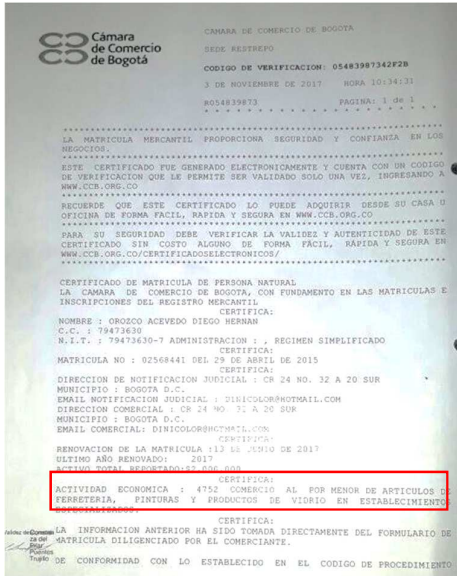 Cámara
de Comercio
de Bogotá
CAMARA DE COMERCIO DE BOGOTA
SEDE RESTREPO
CODIGO DE VERIFICACION: 05483987342F2B
3 DE NOVIEMBRE DE 2017 HORA 10:34:31
R054839873 PAGINA: 1 de 1
* * * * * * * * * * * * * * * * * * * *
LA MATRICULA MERCANTIL PROPORCIONA SEGURIDAD Y CONFIANZA EN LOS
NEGOCIOS.
ESTE CERTIFICADO FUE GENERADO ELECTRONICAMENTE Y CUENTA CON UN CODIGO
DE VERIFICACION QUE LE PERMITE SER VALIDADO SOLO UNA VEZ, INGRESANDO A
WWW.CCB.ORG.CO
RECUERDE QUE ESTE CERTIFICADO LO PUEDE ADQUIRIR DESDE SU CASA U
OFICINA DE FORMA FACIL, RAPIDA Y SEGURA EN WWW.CCB.ORG.CO
PARA SU SEGURIDAD DEBE VERIFICAR LA VALIDEZ Y AUTENTICIDAD DE ESTE
CERTIFICADO SIN COSTO ALGUNO DE FORMA FACIL, RAPIDA Y SEGURA EN
WWW.CCB.ORG.CO/CERTIFICADOSELECTRONICOS/
CERTIFICADO DE MATRICULA DE PERSONA NATURAL
LA CAMARA DE COMERCIO DE BOGOTA, CON FUNDAMENTO EN LAS MATRICULAS E
INSCRIPCIONES DEL REGISTRO MERCANTIL
CERTIFICA:
NOMBRE : OROZCO ACEVEDO DIEGO HERNAN
C.C. : 79473630
N.I.T. : 79473630-7 ADMINISTRACION : , REGIMEN SIMPLIFICADO
CERTIFICA:
MATRICULA NO : 02568441 DEL 29 DE ABRIL DE 2015
CERTIFICA:
DIRECCION DE NOTIFICACION JUDICIAL : CR 24 NO. 32 A 20 SUR
MUNICIPIO : BOGOTA D.C.
EMAIL NOTIFICACION JUDICIAL : DINICOLOR@HOTMAIL.COM
DIRECCION COMERCIAL : CR 24 NO. 32 A 20 SUR
MUNICIPIO : BOGOTA D.C.
EMAIL COMERCIAL: DINICOLOR@HOTMAIL.COM
CERTIFICA:
RENOVACION DE LA MATRICULA :13 DE JUNIO DE 2017
ULTIMO AÑO RENOVADO: 2017
ACTIVO TOTAL REPORTADO:$2,000,000
CERTIFICA:
ACTIVIDAD ECONOMICA : 4752 COMERCIO AL POR MENOR DE ARTICULOS DE
FERRETERIA, PINTURAS Y PRODUCTOS DE VIDRIO EN ESTABLECIMIENTOS
ESPECIALIZADOS.
CERTIFICA:
LA INFORMACION ANTERIOR HA SIDO TOMADA DIRECTAMENTE DEL FORMULARIO DE
MATRICULA DILIGENCIADO POR EL COMERCIANTE.
Puentes
Trujillo
DE CONFORMIDAD CON LO ESTABLECIDO EN EL CODIGO DE PROCEDIMIENTO